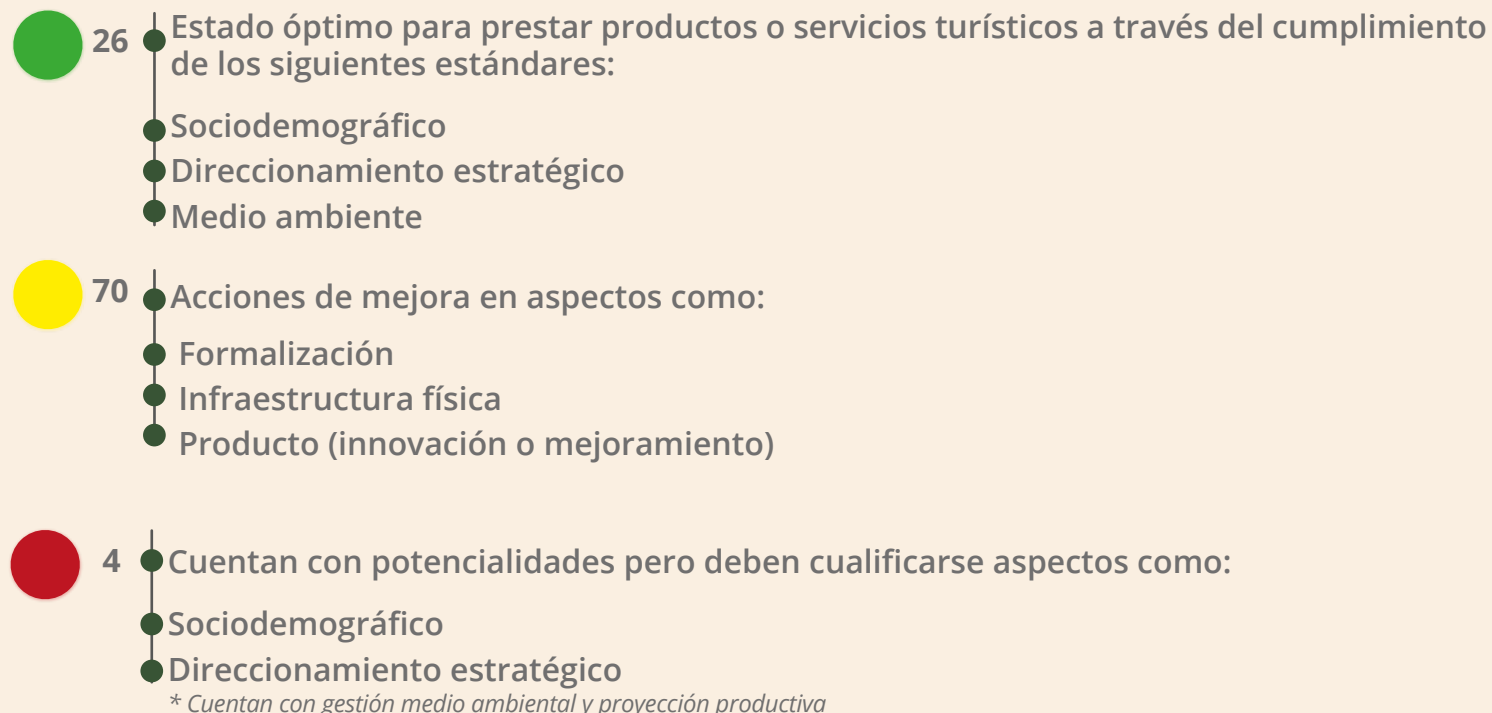 26
Estado óptimo para prestar productos o servicios turísticos a través del cumplimiento
de los siguientes estándares:
Sociodemográfico
Direccionamiento estratégico
Medio ambiente
70
Acciones de mejora en aspectos como:
Formalización
Infraestructura física
Producto (innovación o mejoramiento)
4
Cuentan con potencialidades pero deben cualificarse aspectos como:
Sociodemográfico
Direccionamiento estratégico
* Cuentan con gestión medio ambiental y proyección productiva